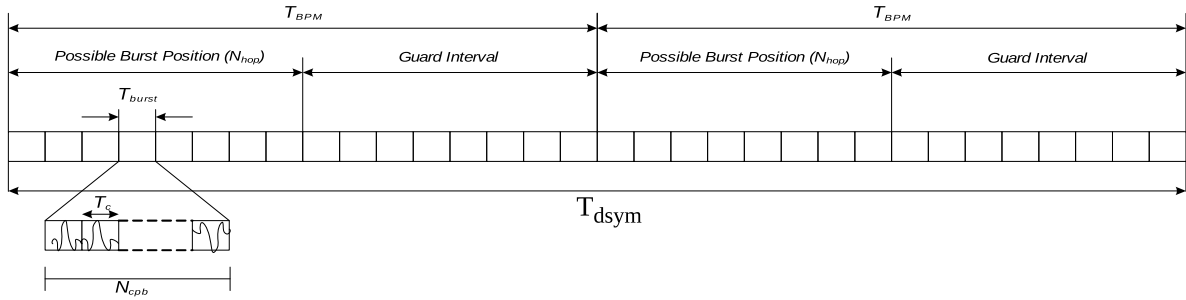 T_BPM T_BPM
Possible Burst Position (N_hop) Guard Interval Possible Burst Position (N_hop) Guard Interval
T_burst
T_dsym
T_c
N_cpb